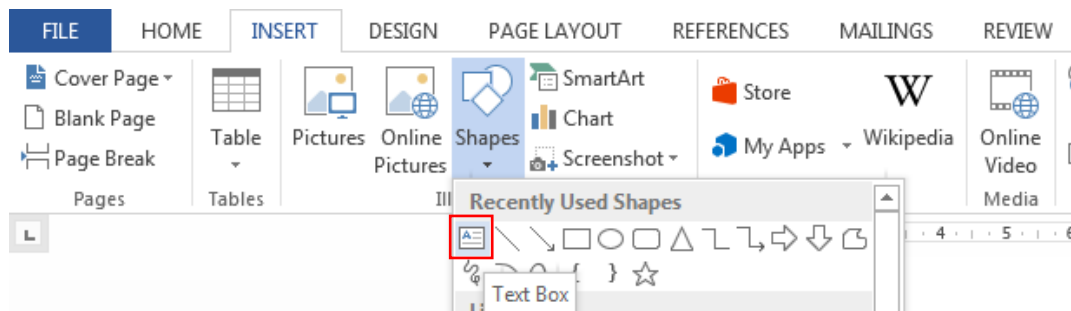 FILE HOME INSERT DESIGN PAGE LAYOUT REFERENCES MAILINGS REVIEW
Cover Page
Blank Page
Page Break
Pages
Table
Tables
Pictures
Online
Pictures
Shapes
SmartArt
Chart
Screenshot
Ill
Store
My Apps
W
Wikipedia
Online
Video
Media
Recently Used Shapes
A
{ }
Text Box
L
4 5 6